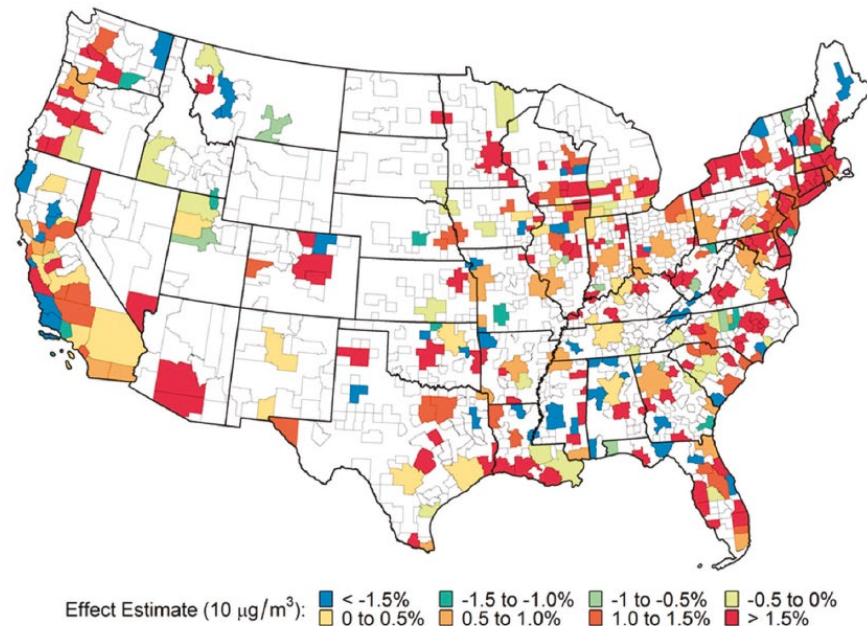 Effect Estimate (10 μg/m³): < -1.5% -1.5 to -1.0% -1 to -0.5% -0.5 to 0%
0 to 0.5% 0.5 to 1.0% 1.0 to 1.5% > 1.5%